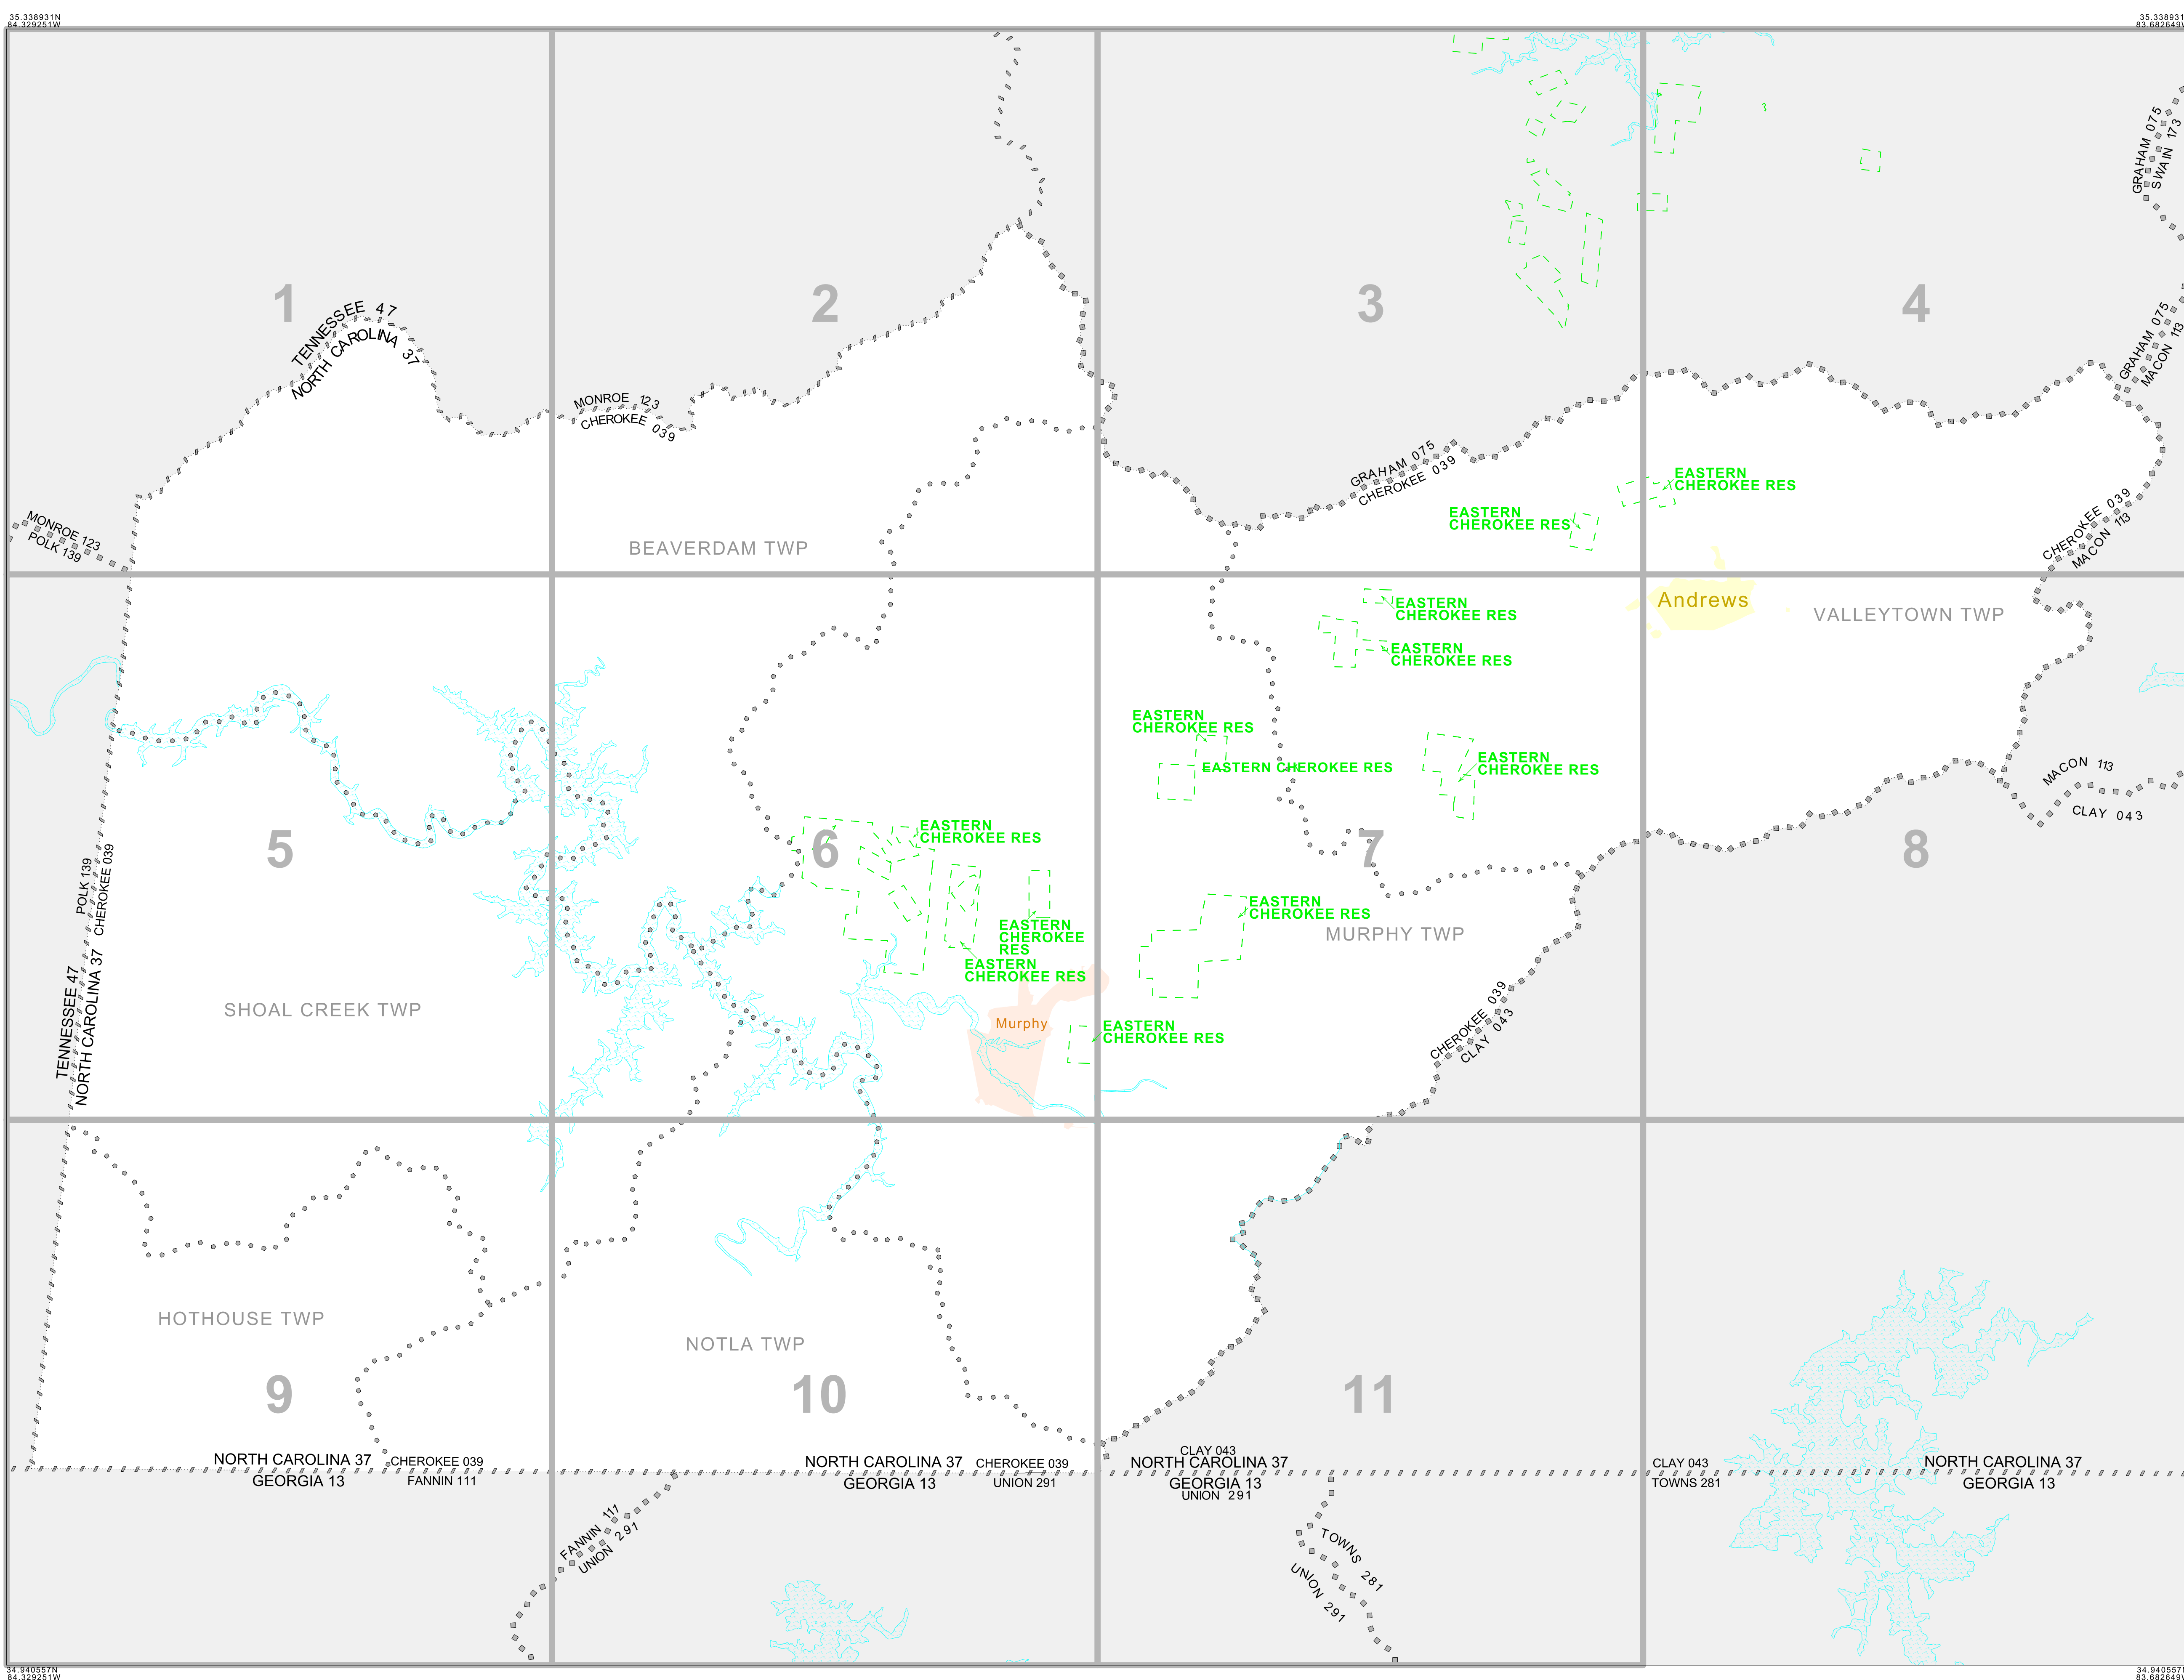 35.338931N
84.329251W
35.338931N
83.682649W
1
2
3
4
TENNESSEE 47
NORTH CAROLINA 37
MONROE 123
CHEROKEE 039
GRAHAM 075
SWAIN 173
GRAHAM 075
MACON 113
GRAHAM 075
CHEROKEE 039
EASTERN
CHEROKEE RES
EASTERN
CHEROKEE RES
CHEROKEE 039
MACON 113
MONROE 123
POLK 139
BEAVERDAM TWP
EASTERN
CHEROKEE RES
Andrews
VALLEYTOWN TWP
EASTERN
CHEROKEE RES
EASTERN
CHEROKEE RES
EASTERN CHEROKEE RES
EASTERN
CHEROKEE RES
MACON 113
CLAY 043
5
6
7
8
EASTERN
CHEROKEE RES
POLK 139
CHEROKEE 039
EASTERN
CHEROKEE RES
EASTERN
CHEROKEE
RES
EASTERN
CHEROKEE RES
MURPHY TWP
TENNESSEE 47
NORTH CAROLINA 37
SHOAL CREEK TWP
Murphy
EASTERN
CHEROKEE RES
CHEROKEE 039
CLAY 043
HOTHOUSE TWP
NOTLA TWP
9
10
11
NORTH CAROLINA 37
CHEROKEE 039
GEORGIA 13
FANNIN 111
NORTH CAROLINA 37
CHEROKEE 039
GEORGIA 13
UNION 291
CLAY 043
NORTH CAROLINA 37
GEORGIA 13
UNION 291
CLAY 043
TOWNS 281
NORTH CAROLINA 37
GEORGIA 13
FANNIN 111
UNION 291
TOWNS 281
UNION 291
34.940557N
84.329251W
34.940557N
83.682649W